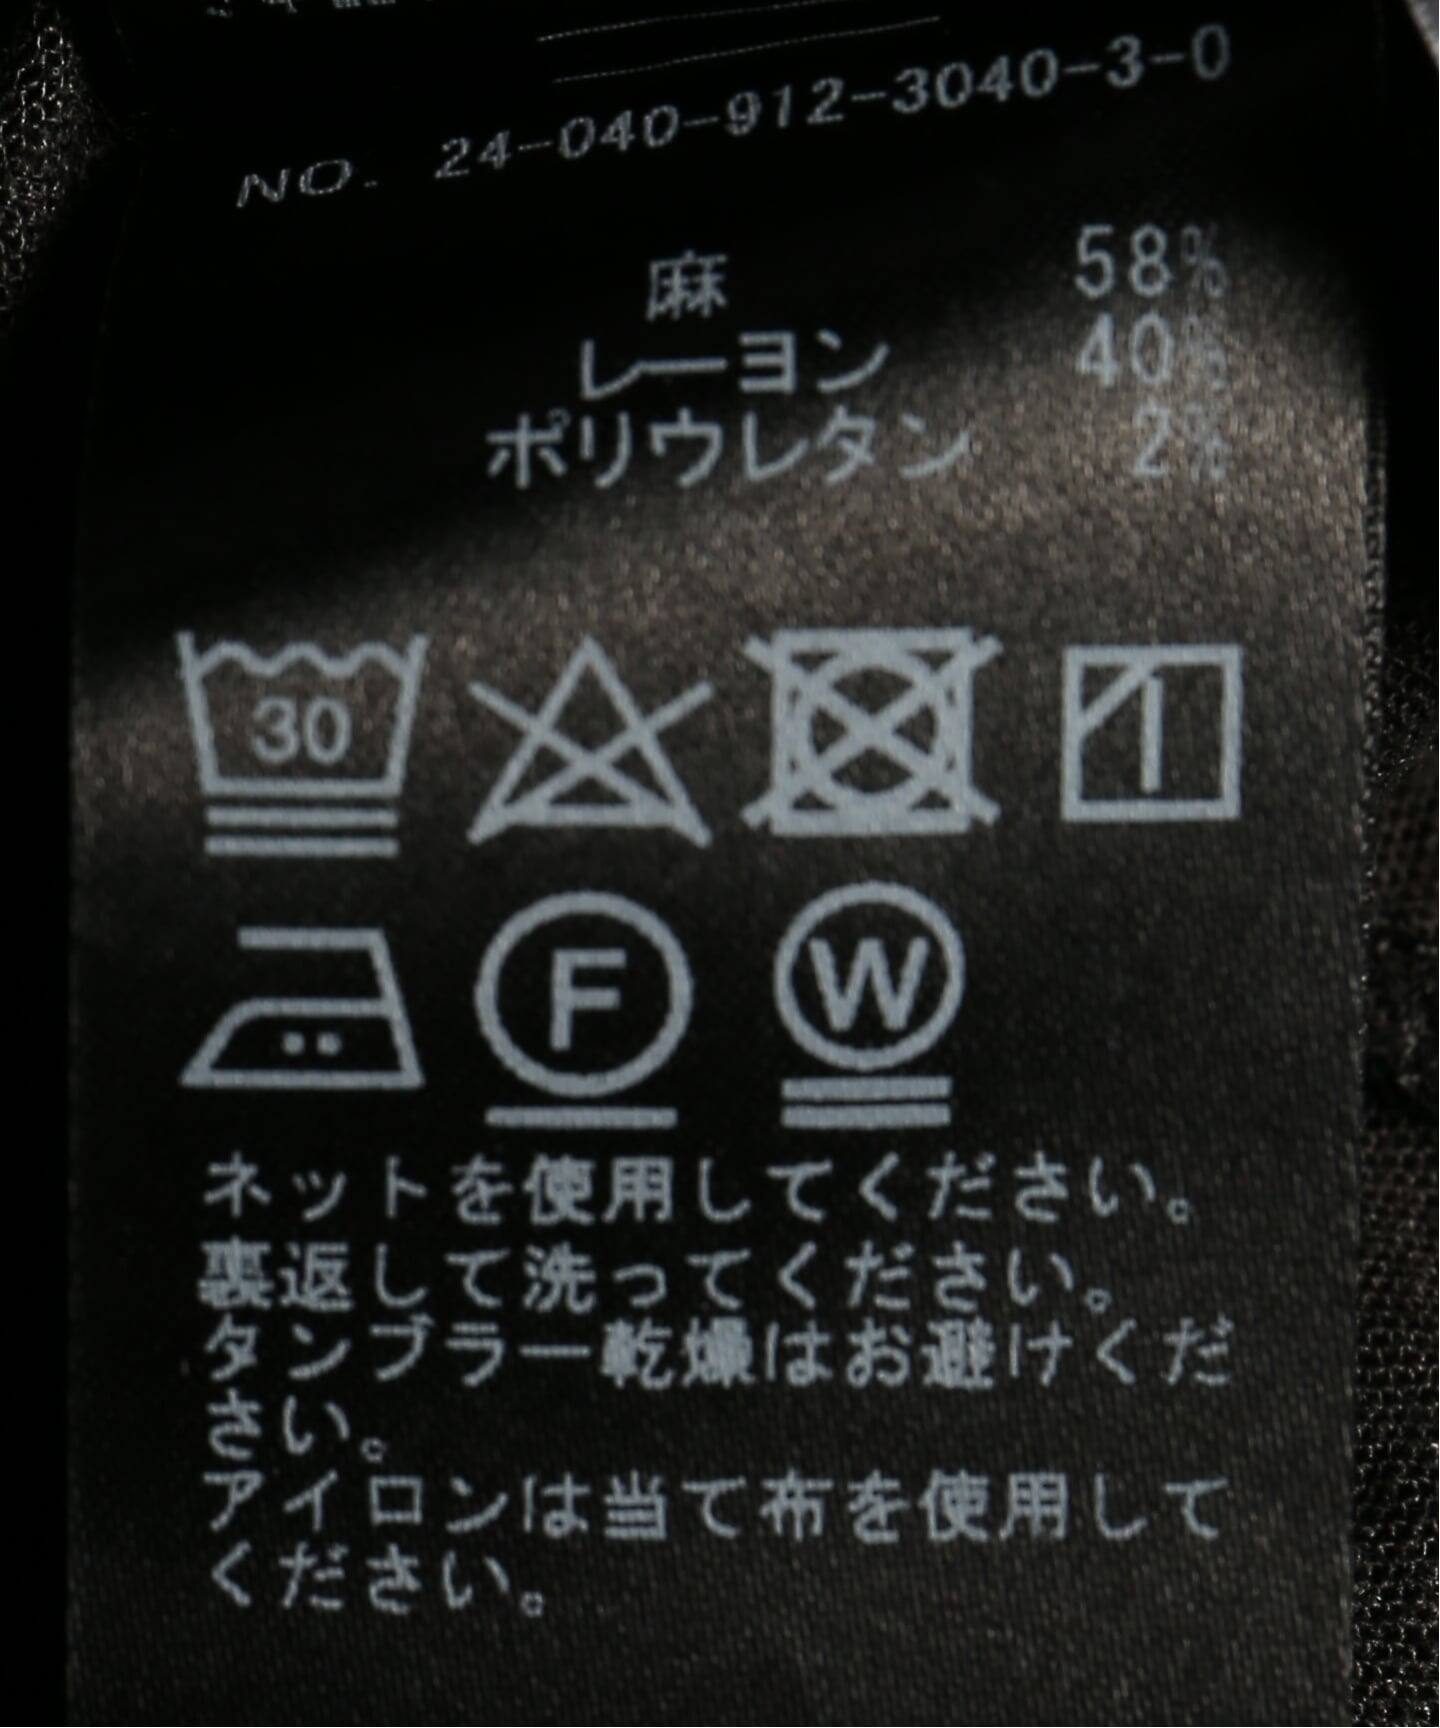 NO. 24-040-912-3040-3-0
麻 58%
レーヨン 40%
ポリウレタン 2%
30
F
W
ネットを使用してください。
裏返して洗ってください。
タンブラー乾燥はお避けくだ
さい。
アイロンは当て布を使用して
ください。